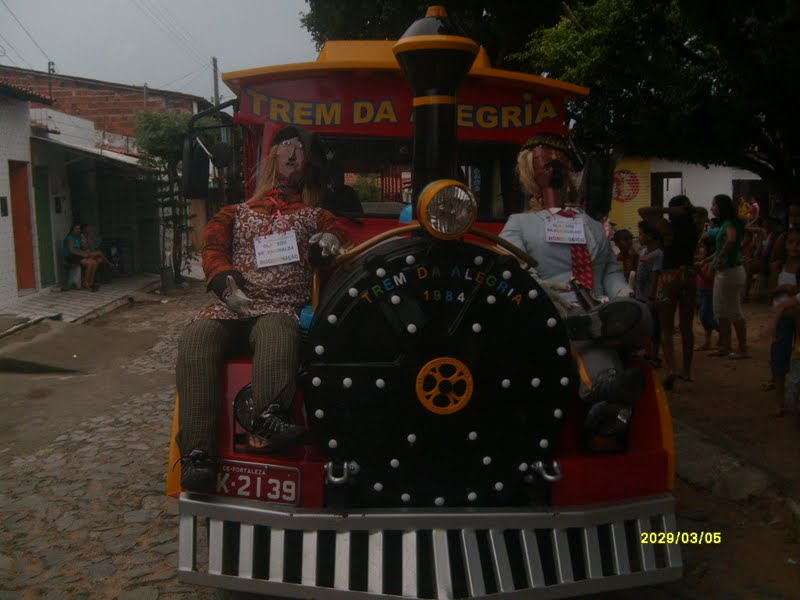 TREM DA ALEGRIA
TREM DA ALEGRIA
1984
CE-FORTALEZA
K-2139
2029/03/05